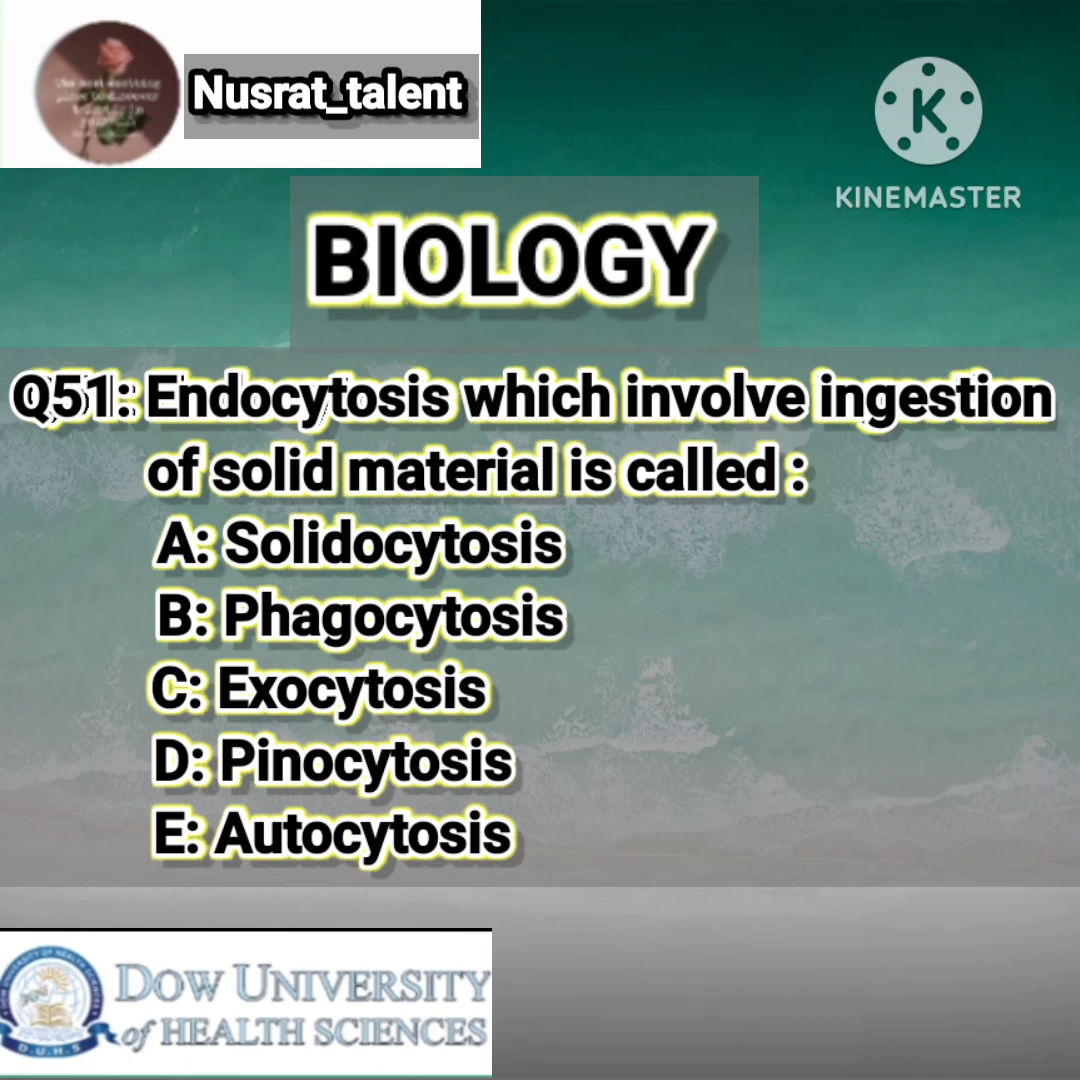 Nusrat_talent
KINEMASTER
BIOLOGY
Q51: Endocytosis which involve ingestion
of solid material is called :
A: Solidocytosis
B: Phagocytosis
C: Exocytosis
D: Pinocytosis
E: Autocytosis
DOW UNIVERSITY
of HEALTH SCIENCES
D.U.H.S